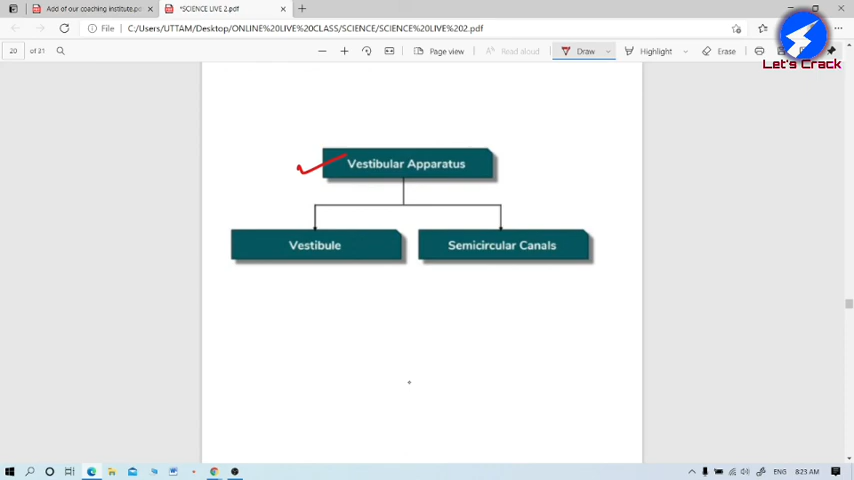 Add of our coaching institute.pd
*SCIENCE LIVE 2.pdf
File
C:/Users/UTTAM/Desktop/ONLINE%20LIVE%20CLASS/SCIENCE/SCIENCE%20LIVE%202.pdf
Let's Crack
20 of 31
Page view
Read aloud
Draw
Highlight
Erase
Vestibular Apparatus
Vestibule
Semicircular Canals
ENG
8:23 AM